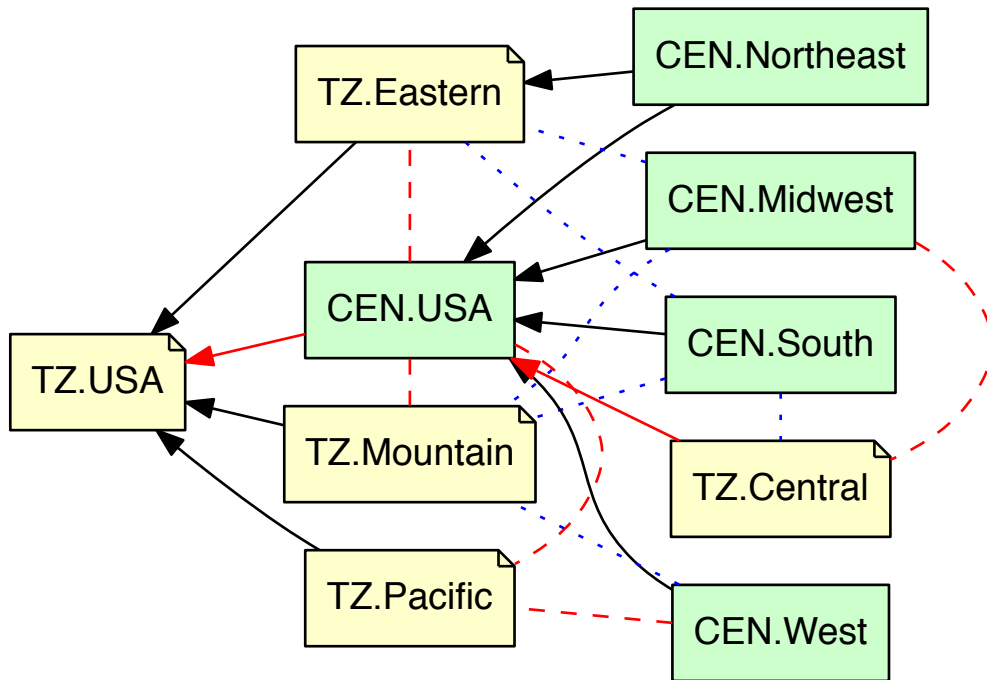 CEN.Northeast
TZ.Eastern
CEN.Midwest
CEN.USA
CEN.South
TZ.USA
TZ.Mountain
TZ.Central
TZ.Pacific
CEN.West